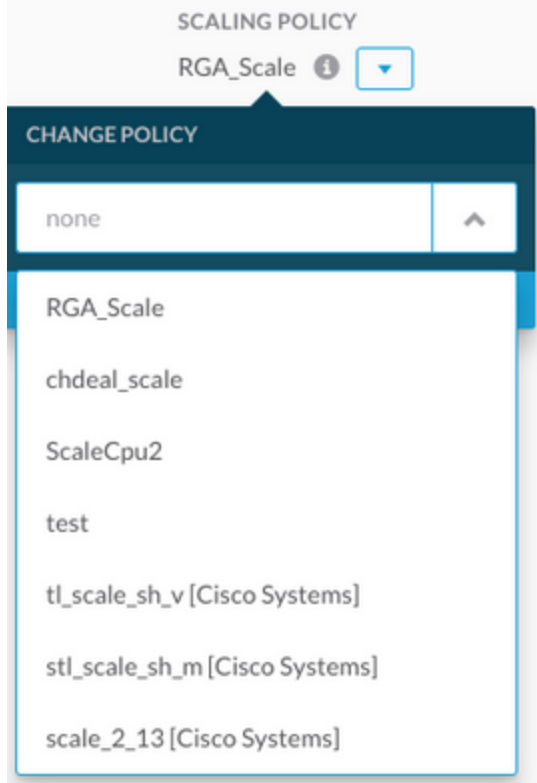 SCALING POLICY
RGA_Scale
CHANGE POLICY
none
RGA_Scale
chdeal_scale
ScaleCpu2
test
tl_scale_sh_v [Cisco Systems]
stl_scale_sh_m [Cisco Systems]
scale_2_13 [Cisco Systems]